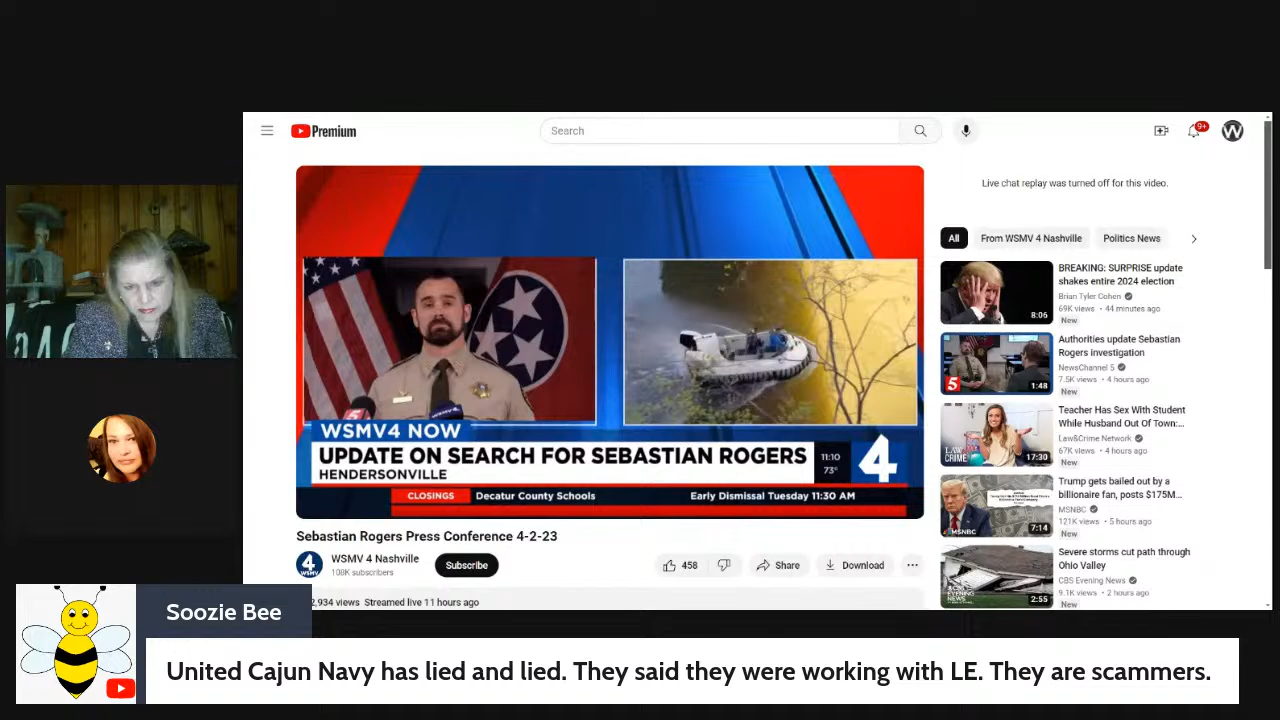 Premium
Search
9+
W
Live chat replay was turned off for this video.
All
From WSMV 4 Nashville
Politics News
BREAKING: SURPRISE update
shakes entire 2024 election
Brian Tyler Cohen
69K views • 44 minutes ago
New
8:06
Authorities update Sebastian
Rogers investigation
NewsChannel 5
7.5K views • 4 hours ago
New
5
1:48
Teacher Has Sex With Student
While Husband Out Of Town:...
Law&Crime Network
67K views • 4 hours ago
New
LAW
CRIME
17:30
Trump gets bailed out by a
billionaire fan, posts $175M...
MSNBC
121K views • 5 hours ago
New
MSNBC
7:14
Severe storms cut path through
Ohio Valley
CBS Evening News
9.1K views • 2 hours ago
New
2:55
WSMV4 NOW
UPDATE ON SEARCH FOR SEBASTIAN ROGERS
HENDERSONVILLE
11:10
73°
4
CLOSINGS
Decatur County Schools
Early Dismissal Tuesday 11:30 AM
Sebastian Rogers Press Conference 4-2-23
4
WSMV
WSMV 4 Nashville
108K subscribers
Subscribe
458
Share
Download
2,934 views Streamed live 11 hours ago
Soozie Bee
United Cajun Navy has lied and lied. They said they were working with LE. They are scammers.